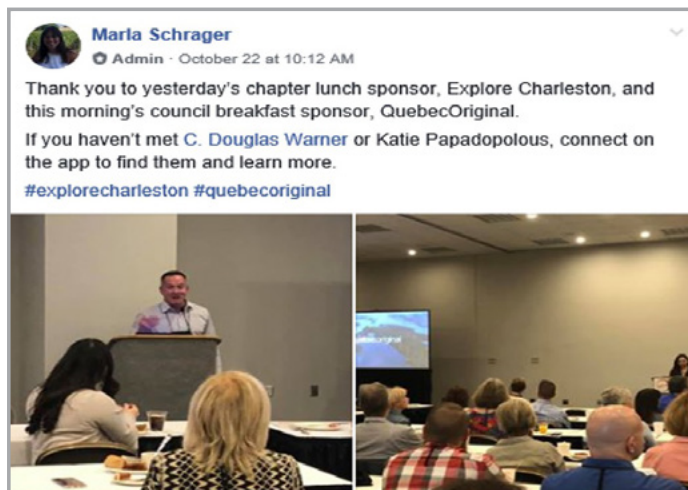 Marla Schrager
Admin · October 22 at 10:12 AM
Thank you to yesterday's chapter lunch sponsor, Explore Charleston, and
this morning's council breakfast sponsor, QuebecOriginal.
If you haven't met C. Douglas Warner or Katie Papadopolous, connect on
the app to find them and learn more.
#explorecharleston #quebecoriginal